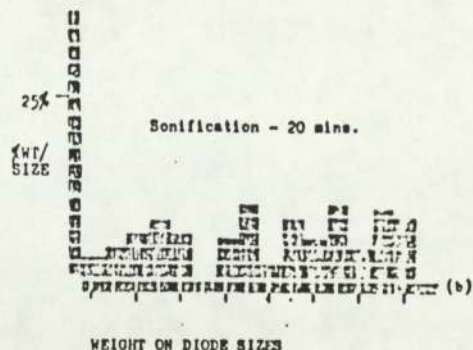 25%
Sonification - 20 mins.
%WT/
SIZE
(b)
WEIGHT ON DIODE SIZES